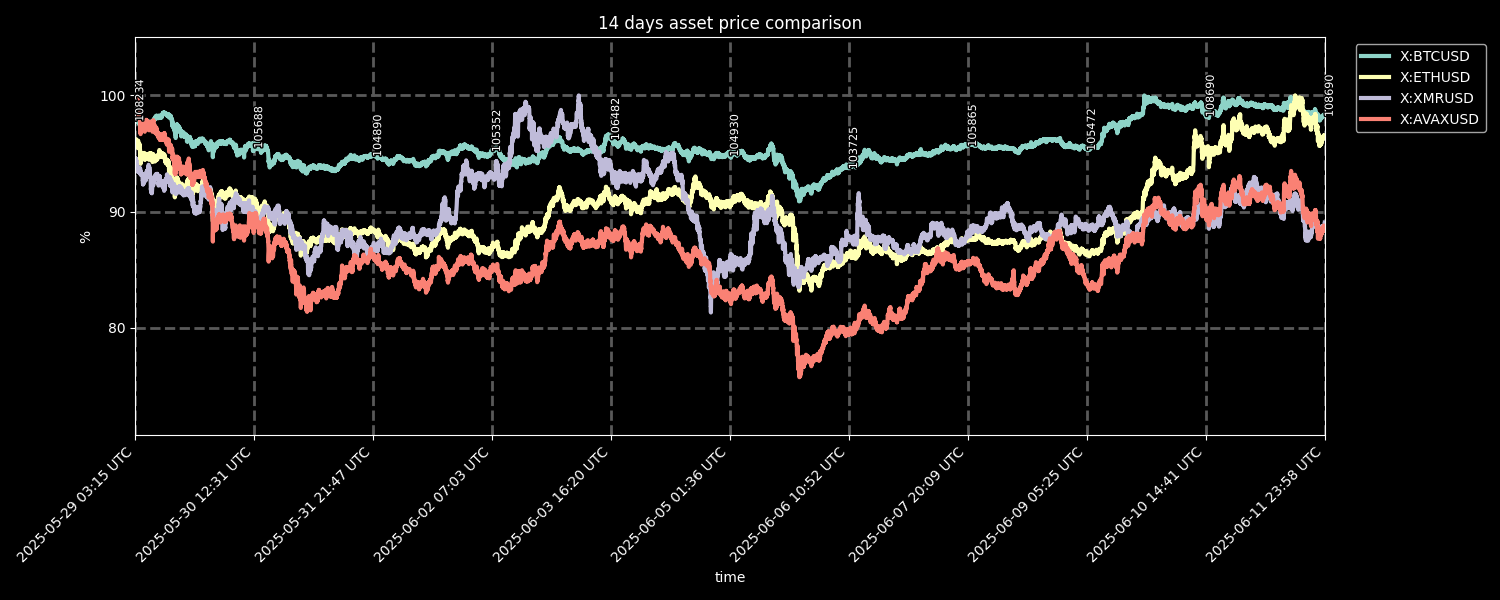 14 days asset price comparison
X:BTCUSD
X:ETHUSD
X:XMRUSD
X:AVAXUSD
100
90
80
%
108234
105688
104890
105352
106482
104930
103725
105865
105472
108690
108690
2025-05-29 03:15 UTC
2025-05-30 12:31 UTC
2025-05-31 21:47 UTC
2025-06-02 07:03 UTC
2025-06-03 16:20 UTC
2025-06-05 01:36 UTC
2025-06-06 10:52 UTC
2025-06-07 20:09 UTC
2025-06-09 05:25 UTC
2025-06-10 14:41 UTC
2025-06-11 23:58 UTC
time